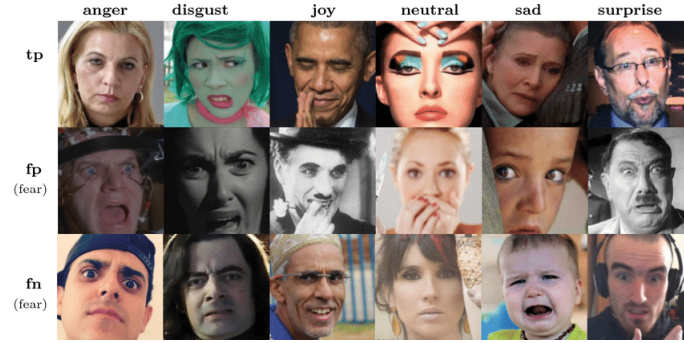 anger disgust joy neutral sad surprise
tp
fp
(fear)
fn
(fear)